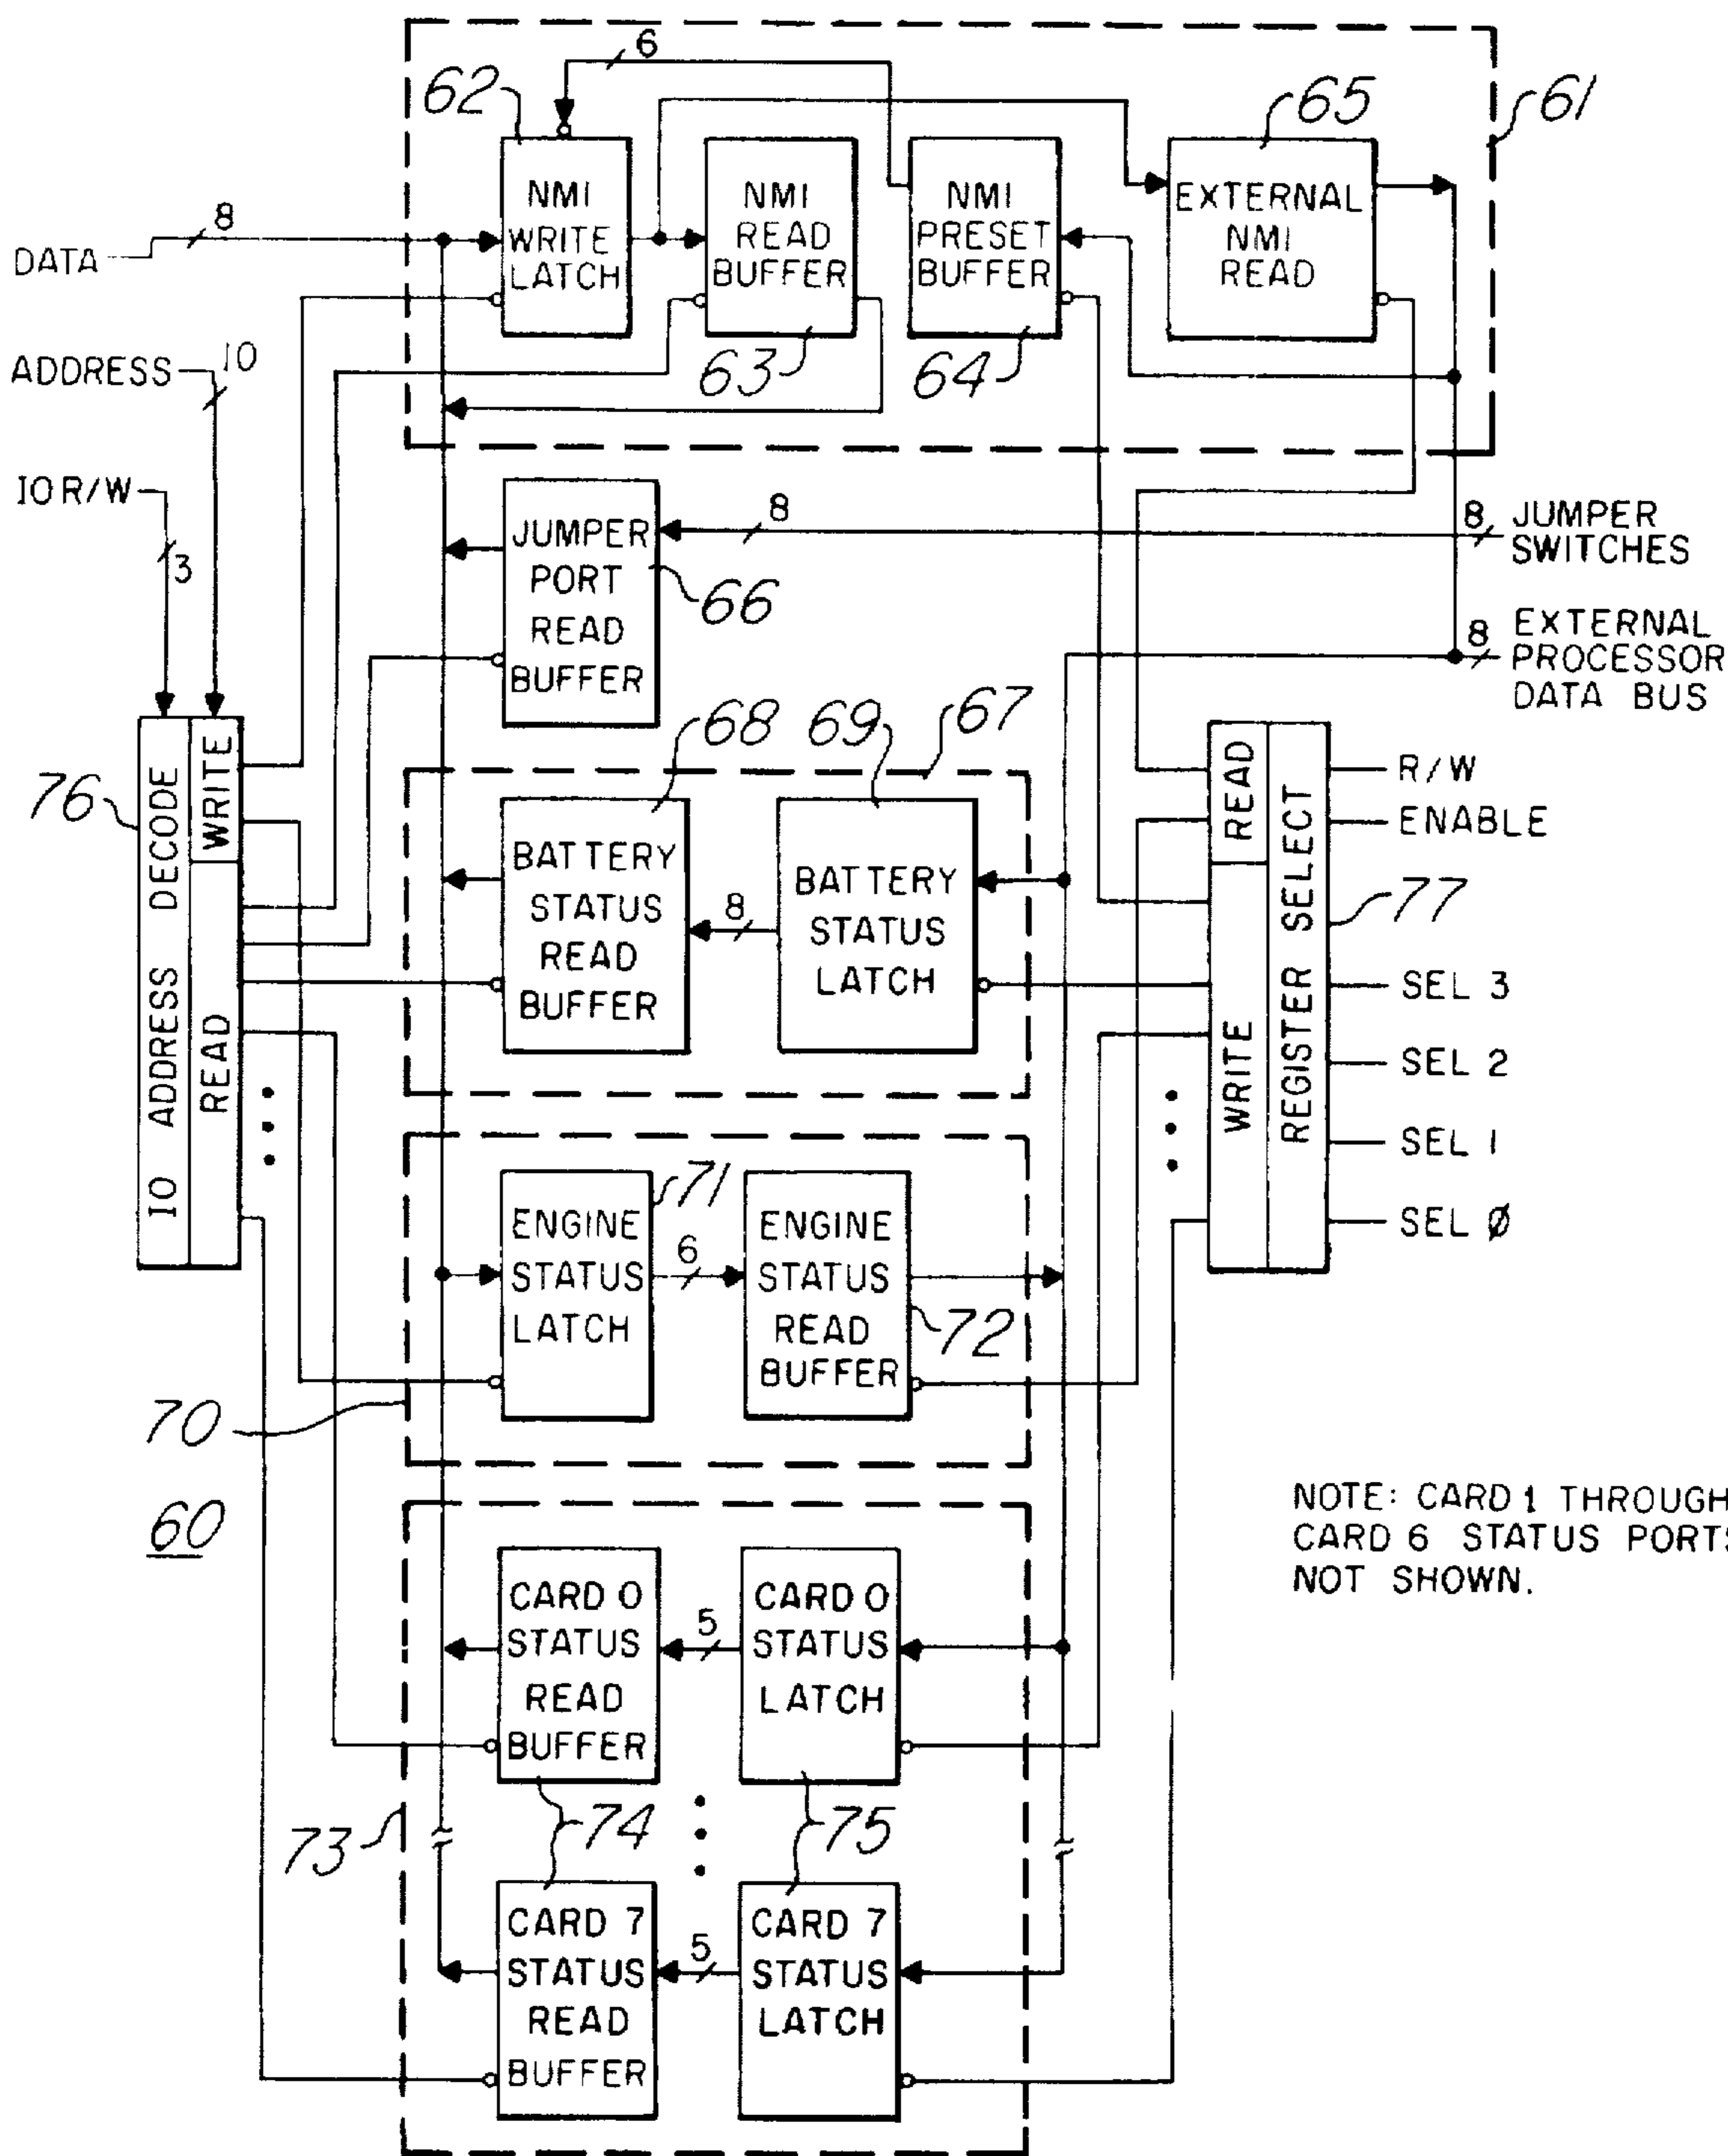 6
62
65
61
NMI
WRITE
LATCH
NMI
READ
BUFFER
NMI
PRESET
BUFFER
EXTERNAL
NMI
READ
DATA
8
63
64
ADDRESS
10
IO R/W
3
JUMPER
PORT
READ
BUFFER
66
8
8
JUMPER
SWITCHES
8
EXTERNAL
PROCESSOR
DATA BUS
76
IO ADDRESS DECODE
WRITE
READ
68
69
67
BATTERY
STATUS
READ
BUFFER
8
BATTERY
STATUS
LATCH
READ
WRITE
REGISTER SELECT
77
R/W
ENABLE
SEL 3
SEL 2
SEL 1
SEL Ø
71
ENGINE
STATUS
LATCH
6
ENGINE
STATUS
READ
BUFFER
72
70
60
NOTE: CARD 1 THROUGH
CARD 6 STATUS PORTS
NOT SHOWN.
CARD 0
STATUS
READ
BUFFER
5
CARD 0
STATUS
LATCH
73
74
75
CARD 7
STATUS
READ
BUFFER
5
CARD 7
STATUS
LATCH